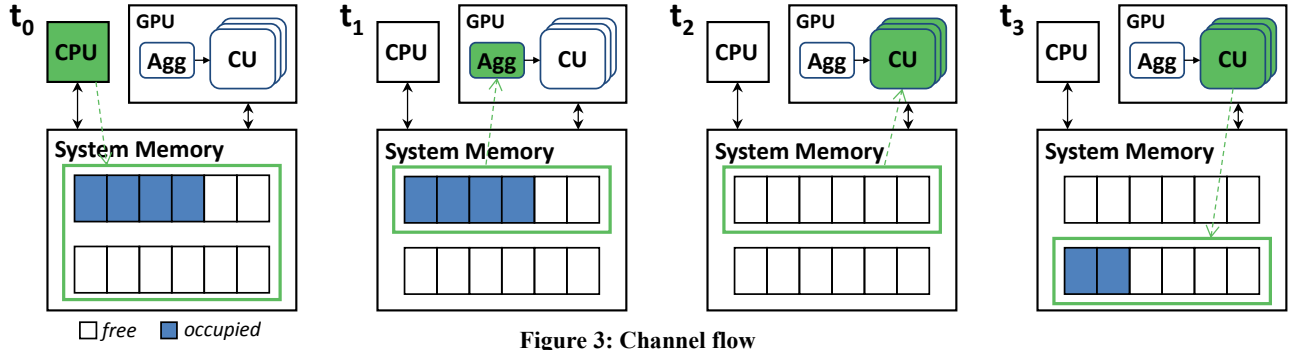 t0
CPU
GPU
Agg
CU
System Memory
t1
CPU
GPU
Agg
CU
System Memory
t2
CPU
GPU
Agg
CU
System Memory
t3
CPU
GPU
Agg
CU
System Memory
free
occupied
Figure 3: Channel flow